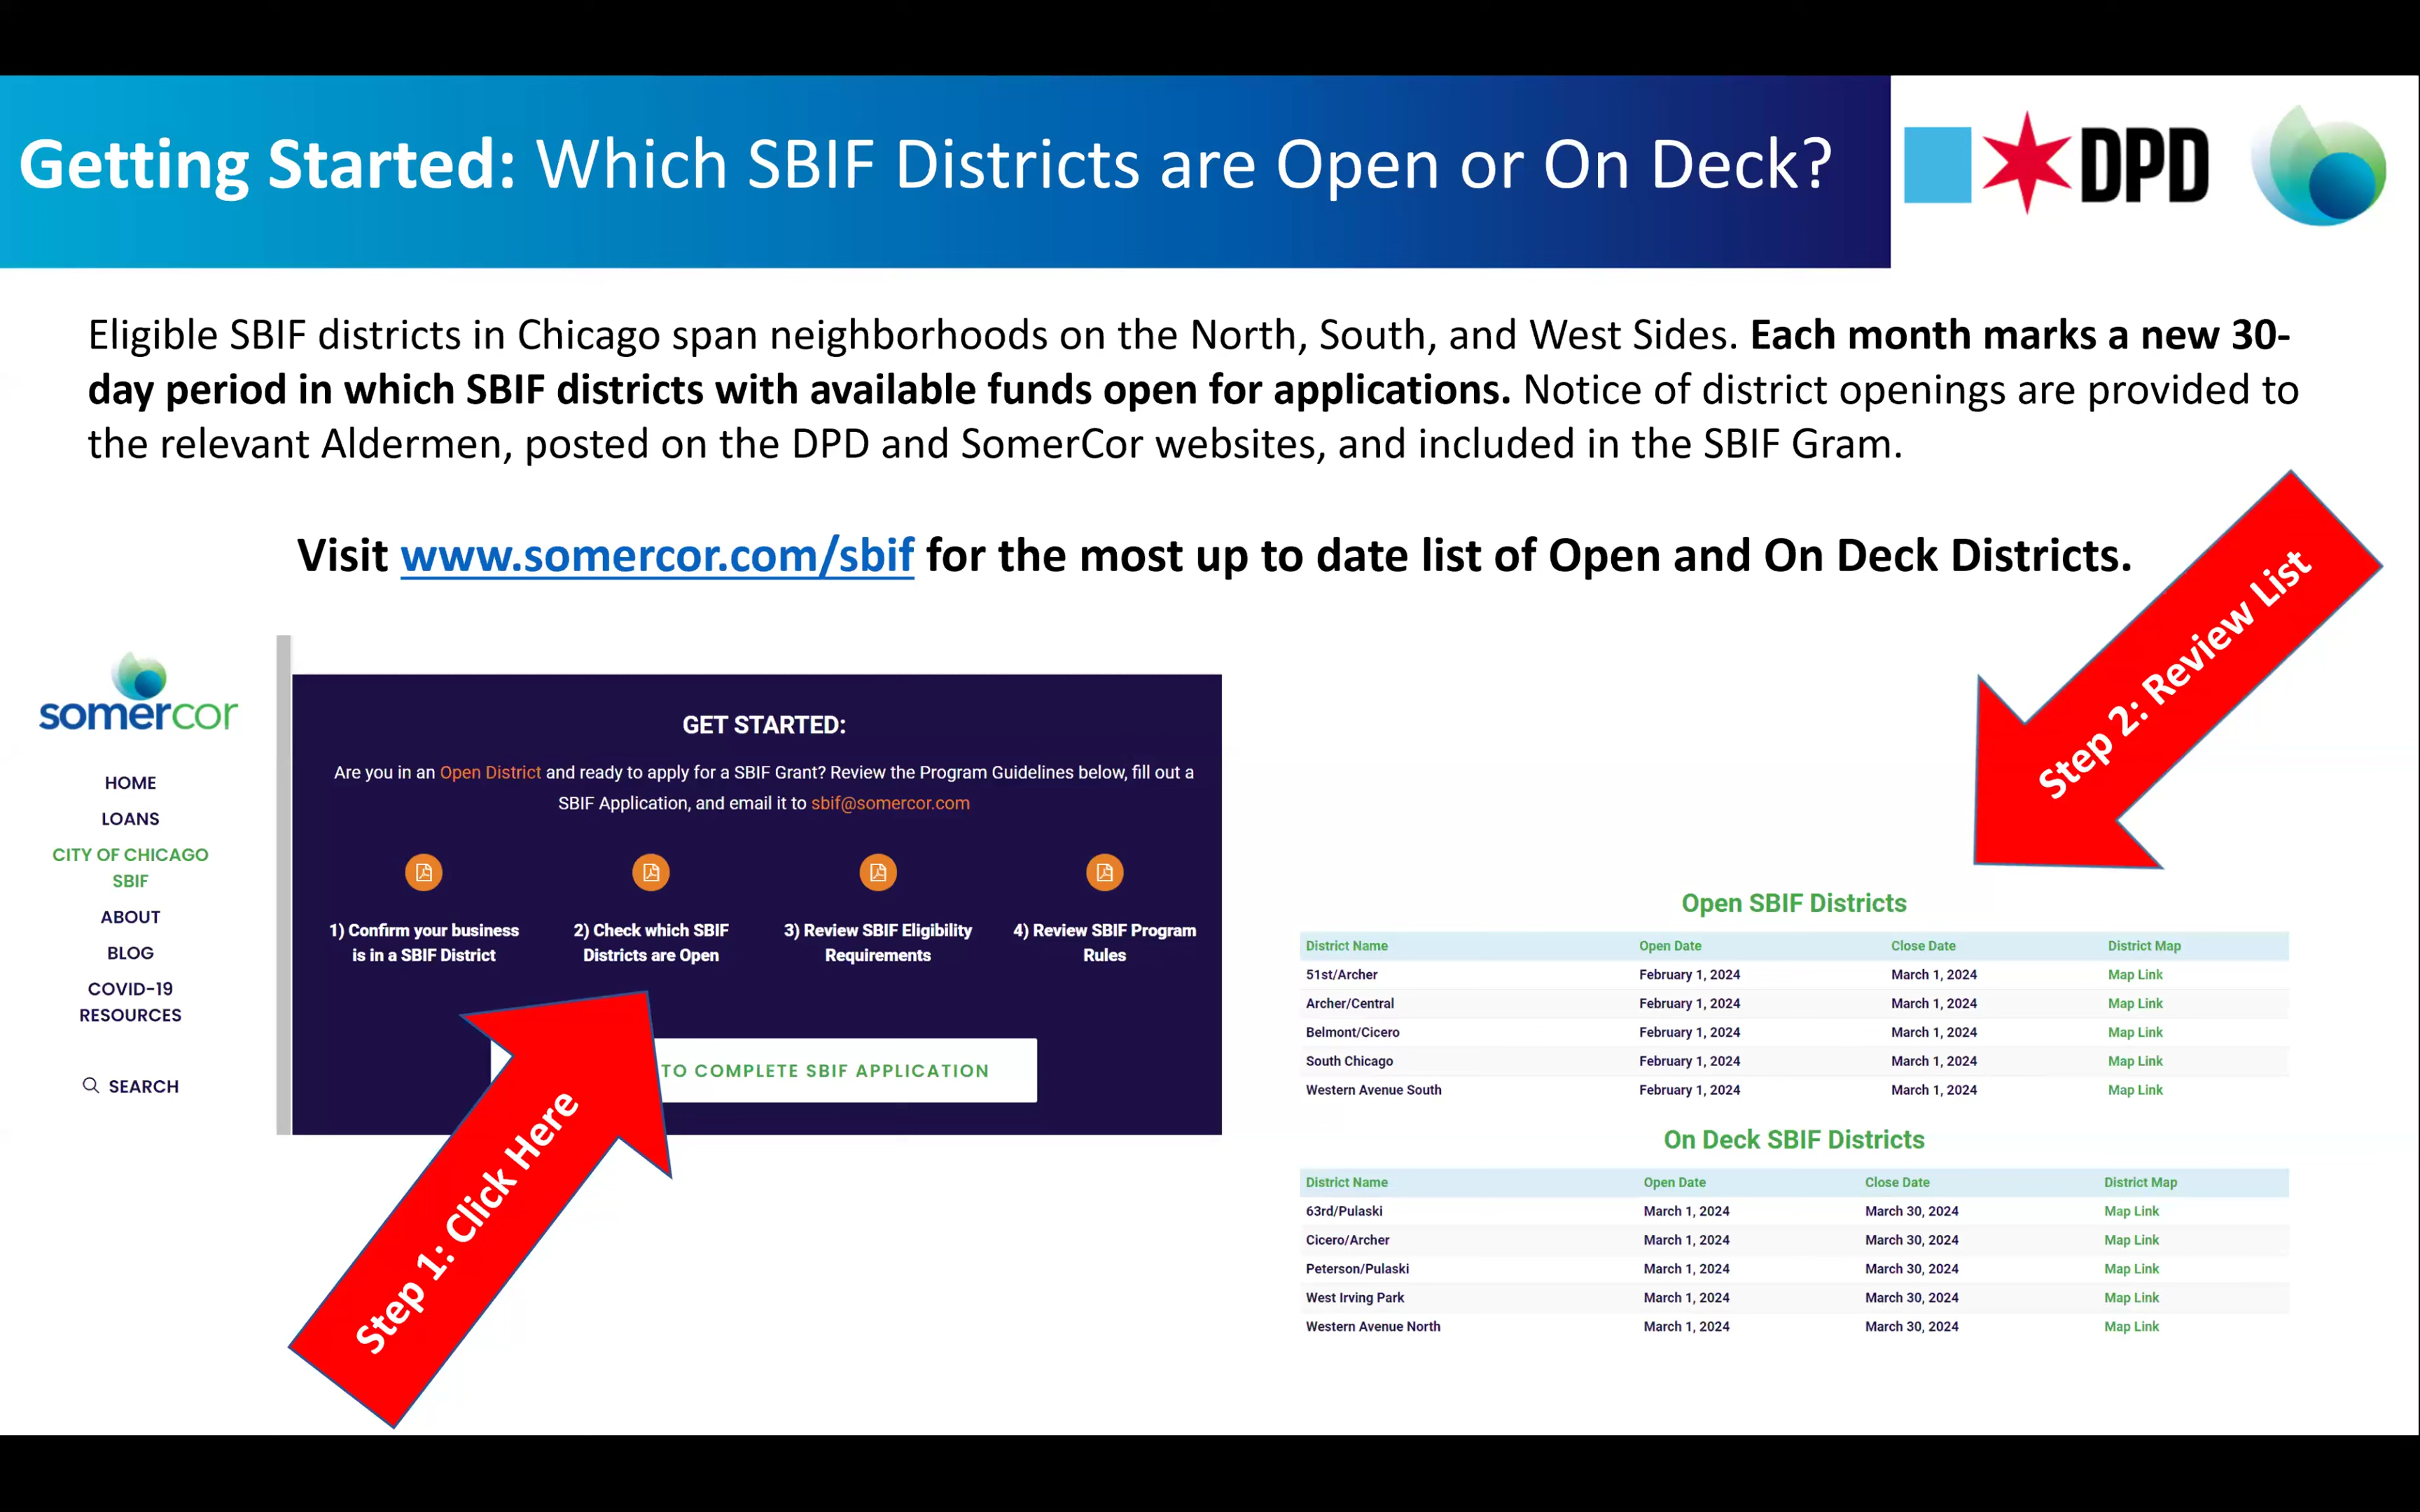 Getting Started: Which SBIF Districts are Open or On Deck?
DPD
Eligible SBIF districts in Chicago span neighborhoods on the North, South, and West Sides. Each month marks a new 30-
day period in which SBIF districts with available funds open for applications. Notice of district openings are provided to
the relevant Aldermen, posted on the DPD and SomerCor websites, and included in the SBIF Gram.
Visit www.somercor.com/sbif for the most up to date list of Open and On Deck Districts.
somercor
HOME
LOANS
CITY OF CHICAGO
SBIF
ABOUT
BLOG
COVID-19
RESOURCES
SEARCH
GET STARTED:
Are you in an Open District and ready to apply for a SBIF Grant? Review the Program Guidelines below, fill out a
SBIF Application, and email it to sbif@somercor.com
1) Confirm your business
is in a SBIF District
2) Check which SBIF
Districts are Open
3) Review SBIF Eligibility
Requirements
4) Review SBIF Program
Rules
TO COMPLETE SBIF APPLICATION
Step 1: Click Here
Step 2: Review List
Open SBIF Districts
District Name Open Date Close Date District Map
51st/Archer February 1, 2024 March 1, 2024 Map Link
Archer/Central February 1, 2024 March 1, 2024 Map Link
Belmont/Cicero February 1, 2024 March 1, 2024 Map Link
South Chicago February 1, 2024 March 1, 2024 Map Link
Western Avenue South February 1, 2024 March 1, 2024 Map Link
On Deck SBIF Districts
District Name Open Date Close Date District Map
63rd/Pulaski March 1, 2024 March 30, 2024 Map Link
Cicero/Archer March 1, 2024 March 30, 2024 Map Link
Peterson/Pulaski March 1, 2024 March 30, 2024 Map Link
West Irving Park March 1, 2024 March 30, 2024 Map Link
Western Avenue North March 1, 2024 March 30, 2024 Map Link